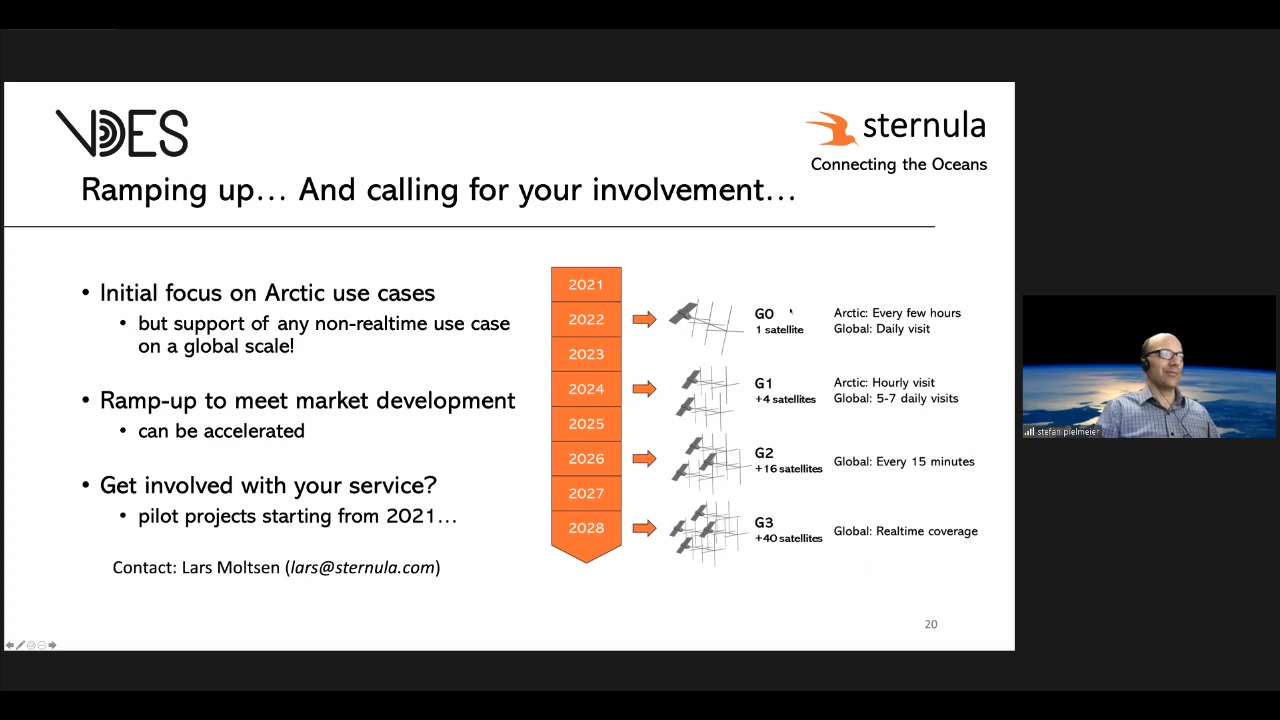 VDES
sternula
Connecting the Oceans
Ramping up... And calling for your involvement...
• Initial focus on Arctic use cases
• but support of any non-realtime use case
on a global scale!
• Ramp-up to meet market development
• can be accelerated
• Get involved with your service?
• pilot projects starting from 2021...
Contact: Lars Moltsen (lars@sternula.com)
2021
2022
2023
2024
2025
2026
2027
2028
G0
1 satellite
Arctic: Every few hours
Global: Daily visit
G1
+4 satellites
Arctic: Hourly visit
Global: 5-7 daily visits
G2
+16 satellites
Global: Every 15 minutes
G3
+40 satellites
Global: Realtime coverage
20
stefan pielmeier